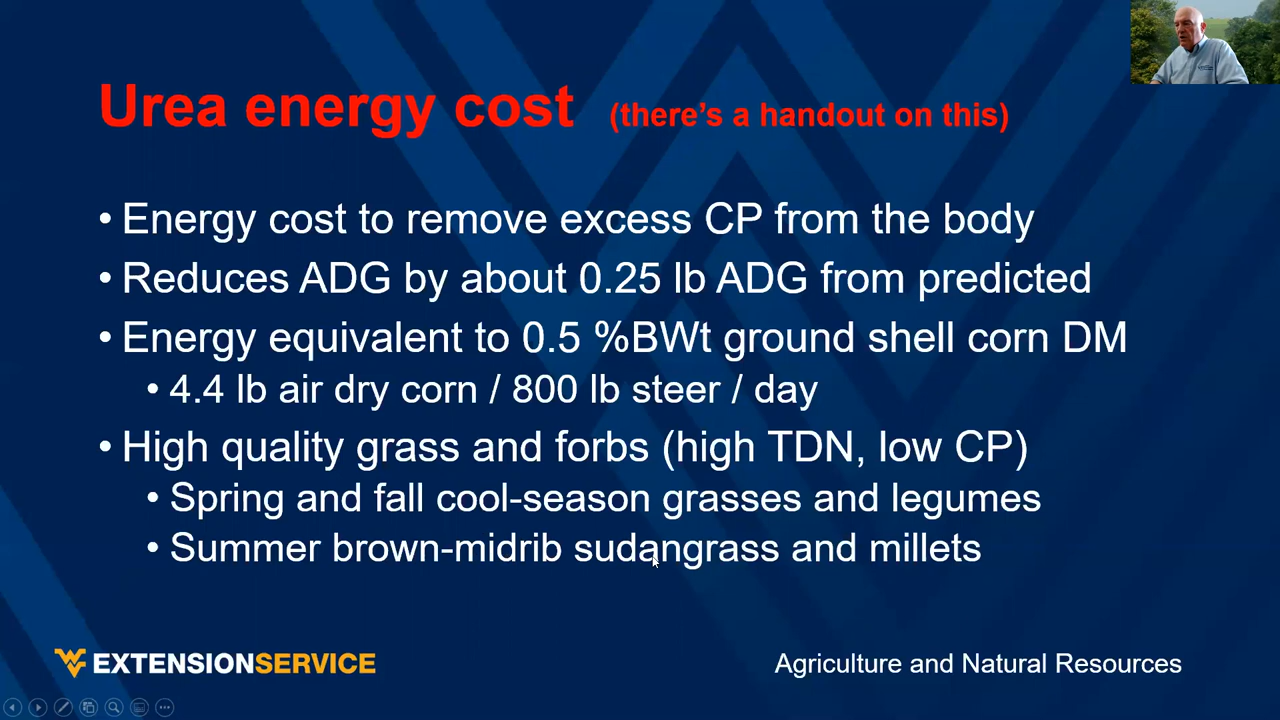 Urea energy cost (there's a handout on this)
• Energy cost to remove excess CP from the body
• Reduces ADG by about 0.25 lb ADG from predicted
• Energy equivalent to 0.5 %BWt ground shell corn DM
• 4.4 lb air dry corn / 800 lb steer / day
• High quality grass and forbs (high TDN, low CP)
• Spring and fall cool-season grasses and legumes
• Summer brown-midrib sudangrass and millets
EXTENSIONSERVICE
Agriculture and Natural Resources